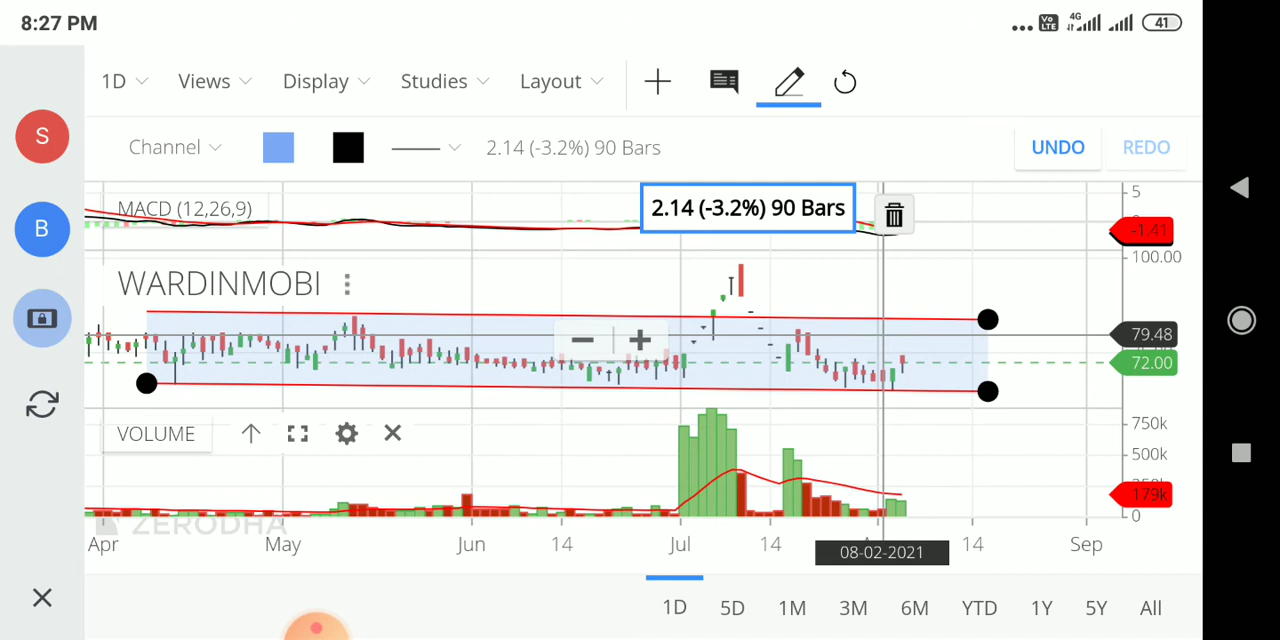 8:27 PM
Vo LTE 4G 41
1D Views Display Studies Layout
S
Channel 2.14 (-3.2%) 90 Bars UNDO REDO
MACD (12,26,9) 2.14 (-3.2%) 90 Bars 5
B
-1.41
100.00
WARDINMOBI
79.48
72.00
VOLUME 750k
500k
179k
0
ZERODHA
Apr May Jun 14 Jul 14 14 Sep
08-02-2021
1D 5D 1M 3M 6M YTD 1Y 5Y All